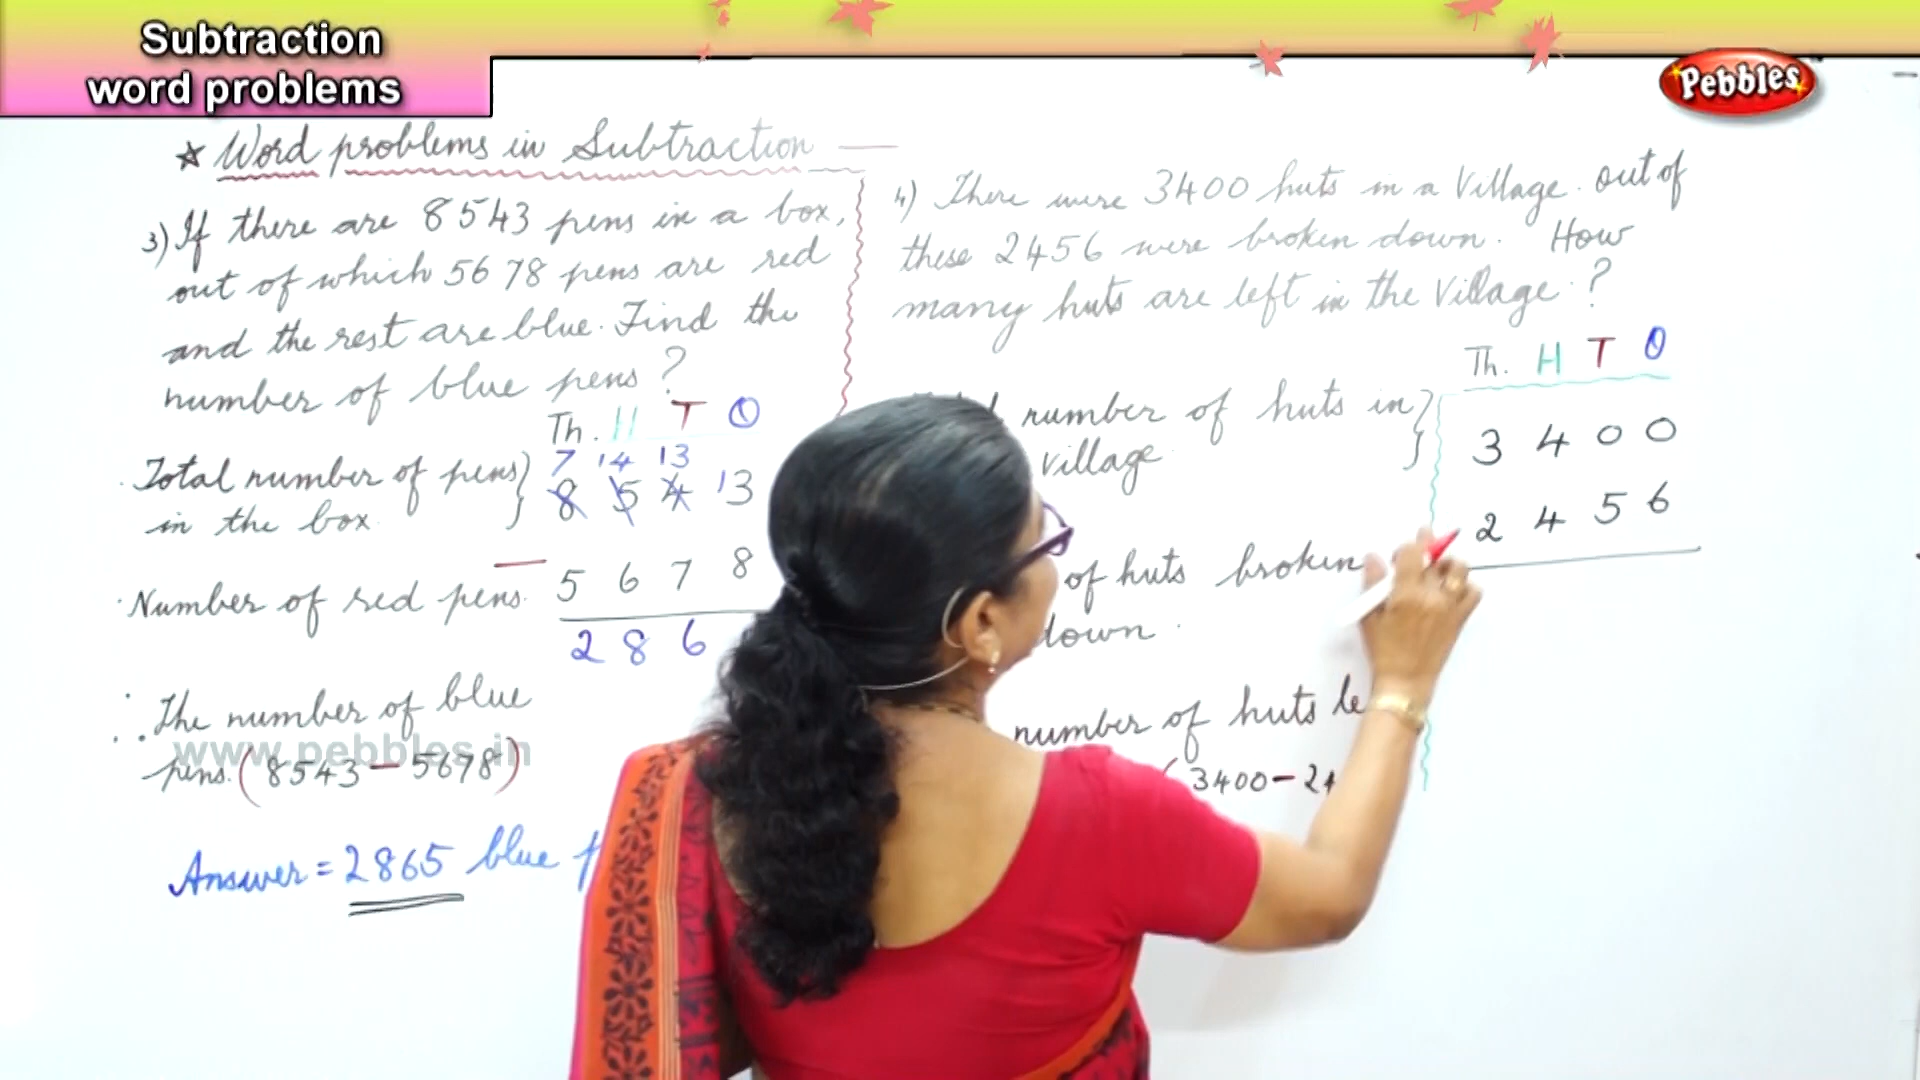 Subtraction
word problems
Pebbles
★ Word problems in Subtraction
3) If there are 8543 pens in a box,
out of which 5678 pens are red
and the rest are blue. Find the
number of blue pens?
Th. H T O
7 14 13
8 5 4 13
Total number of pens }
in the box.
Number of red pens. — 5 6 7 8
2 8 6
∴ The number of blue
pens. (8543 — 5678)
www.pebbles.in
Answer = 2865 blue
4) There were 3400 huts in a Village. out of
these 2456 were broken down. How
many huts are left in the Village?
Th. H T O
number of huts in } 3 4 0 0
village
2 4 5 6
of huts broken
down.
number of huts
(3400 —